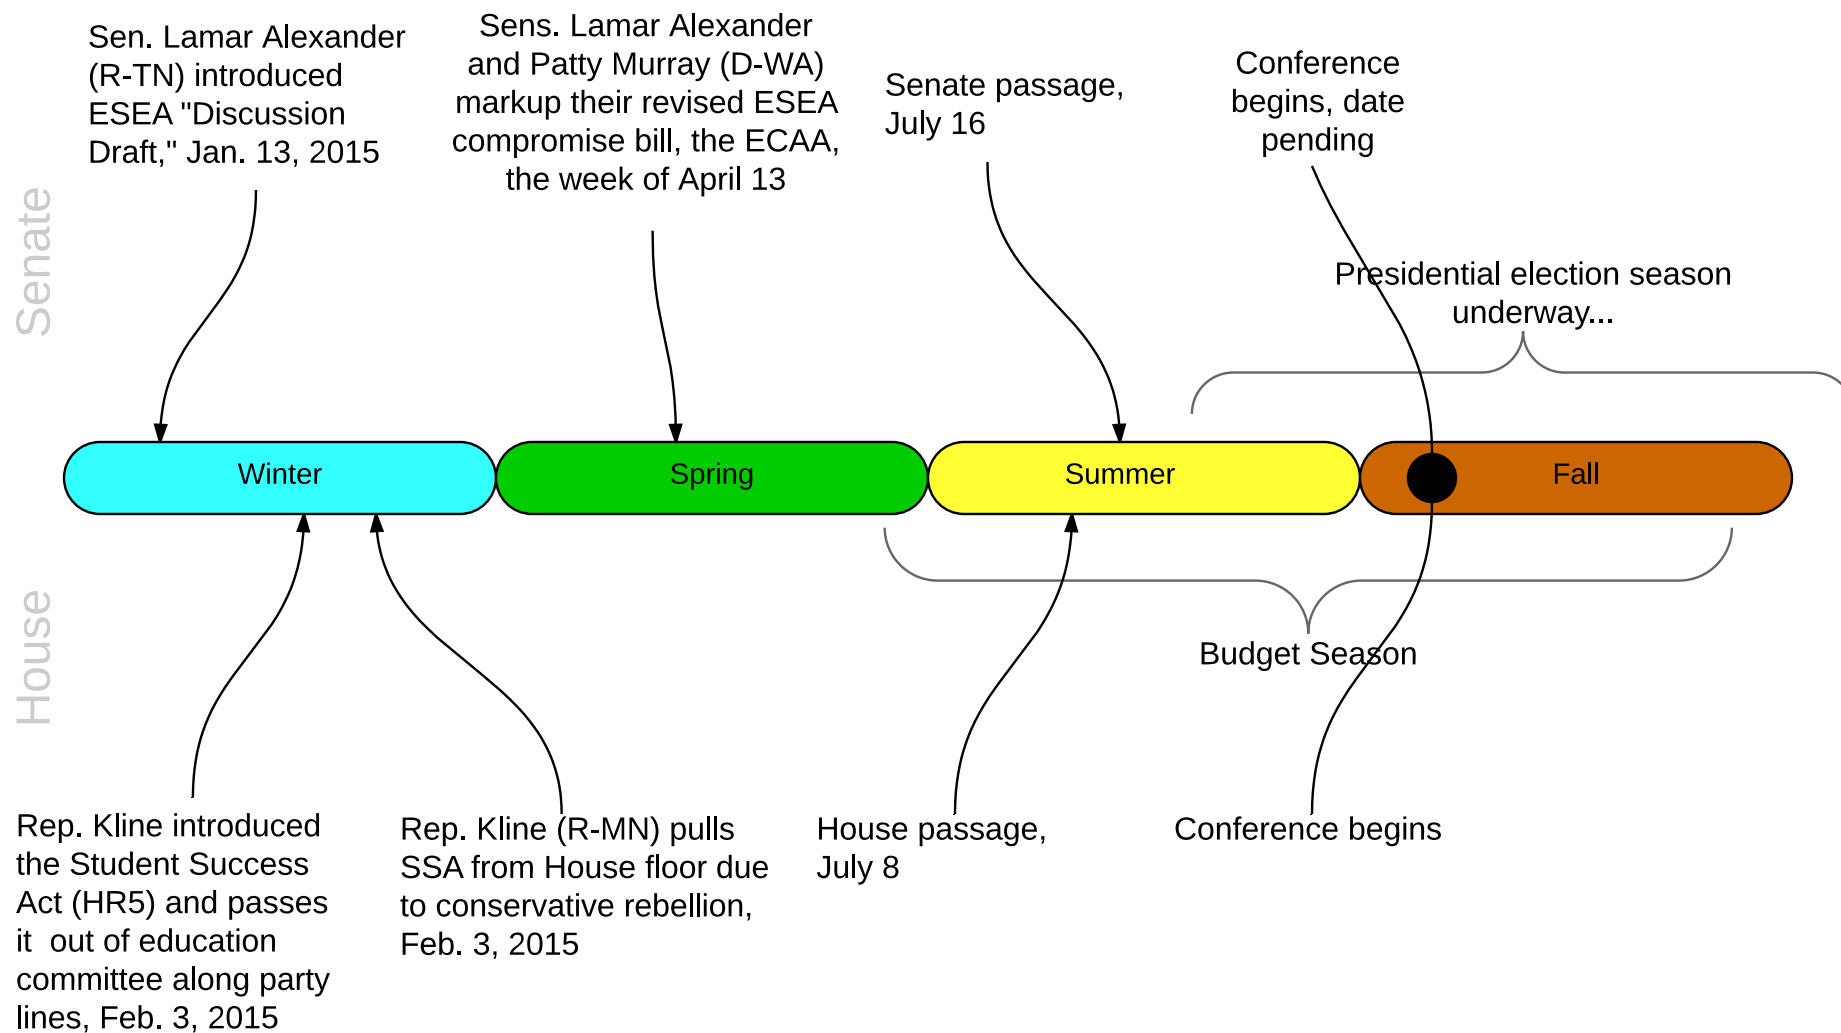 Sen. Lamar Alexander
(R-TN) introduced
ESEA "Discussion
Draft," Jan. 13, 2015
Sens. Lamar Alexander
and Patty Murray (D-WA)
markup their revised ESEA
compromise bill, the ECAA,
the week of April 13
Senate passage,
July 16
Conference
begins, date
pending
Senate
Presidential election season
underway...
Winter
Spring
Summer
Fall
House
Budget Season
Rep. Kline introduced
the Student Success
Act (HR5) and passes
it  out of education
committee along party
lines, Feb. 3, 2015
Rep. Kline (R-MN) pulls
SSA from House floor due
to conservative rebellion,
Feb. 3, 2015
House passage,
July 8
Conference begins